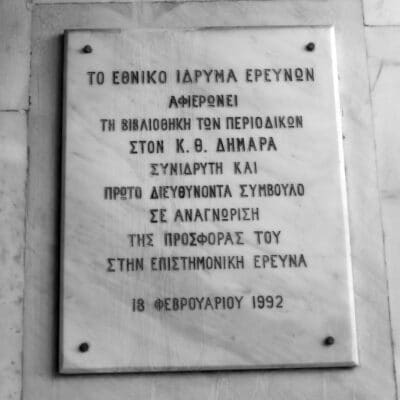 ΤΟ ΕΘΝΙΚΟ ΙΔΡΥΜΑ ΕΡΕΥΝΩΝ
ΑΦΙΕΡΩΝΕΙ
ΤΗ ΒΙΒΛΙΟΘΗΚΗ ΤΩΝ ΠΕΡΙΟΔΙΚΩΝ
ΣΤΟΝ Κ. Θ. ΔΗΜΑΡΑ
ΣΥΝΙΔΡΥΤΗ ΚΑΙ
ΠΡΩΤΟ ΔΙΕΥΘΥΝΟΝΤΑ ΣΥΜΒΟΥΛΟ
ΣΕ ΑΝΑΓΝΩΡΙΣΗ
ΤΗΣ ΠΡΟΣΦΟΡΑΣ ΤΟΥ
ΣΤΗΝ ΕΠΙΣΤΗΜΟΝΙΚΗ ΕΡΕΥΝΑ
18 ΦΕΒΡΟΥΑΡΙΟΥ 1992